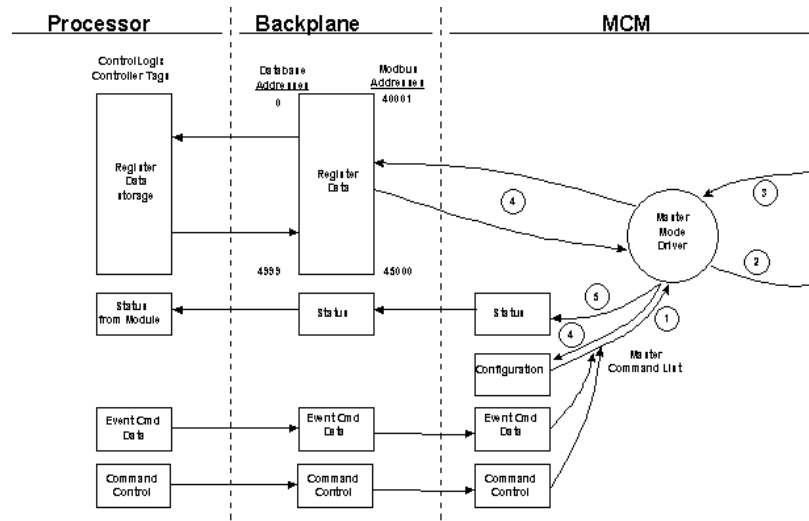 Processor
Backplane
MCM
ControlLogic
Controller Tags
Database
Addresses
0
Modbus
Addresses
40001
Register
Data
storage
Register
Data
4
Master
Mode
Driver
3
2
4999
45000
Status
from Module
Status
Status
5
1
4
Configuration
Master
Command List
Event Cmd
Data
Event Cmd
Data
Event Cmd
Data
Command
Control
Command
Control
Command
Control